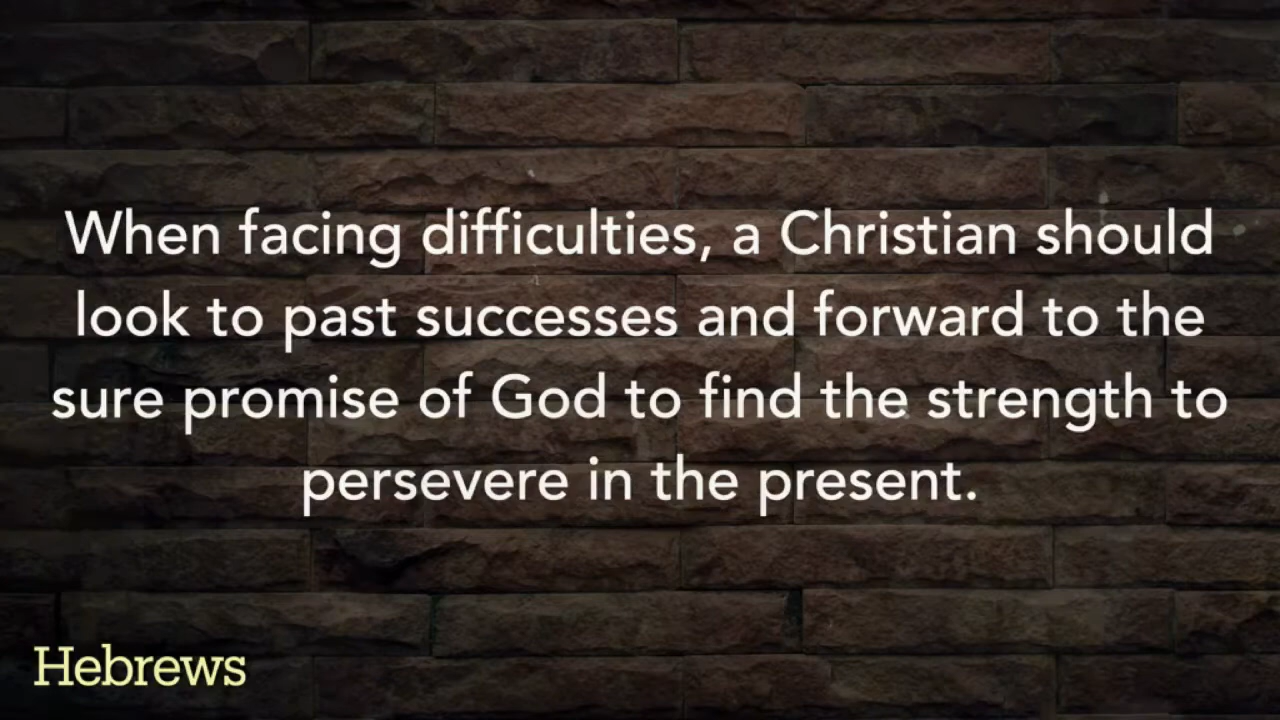 When facing difficulties, a Christian should
look to past successes and forward to the
sure promise of God to find the strength to
persevere in the present.
Hebrews